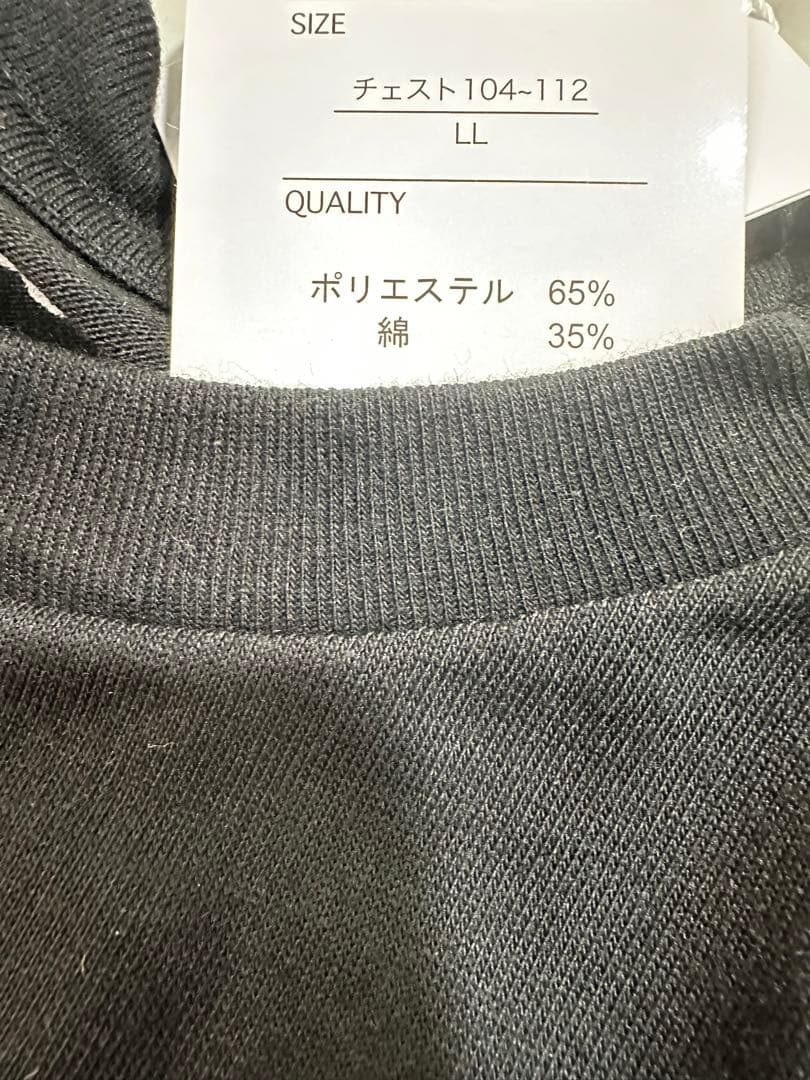 SIZE
チェスト104~112
LL
QUALITY
ポリエステル 65%
綿 35%